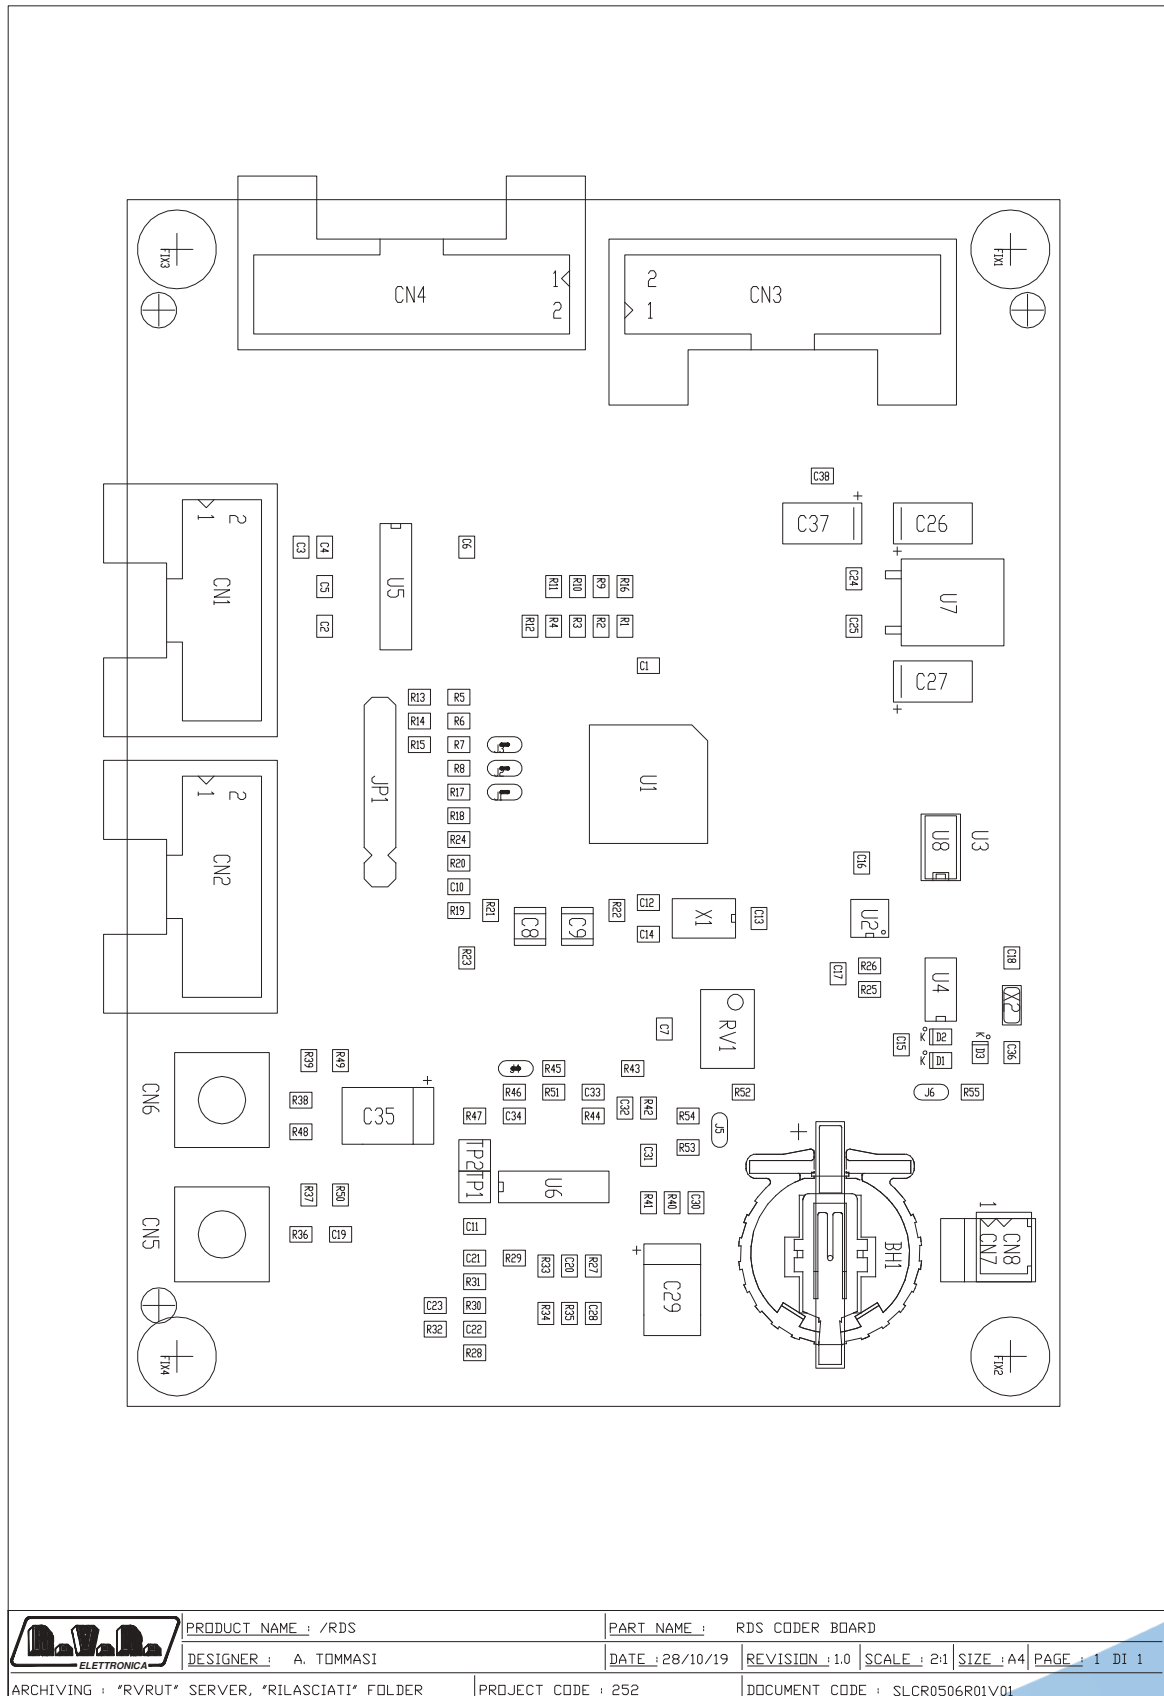 FIX3
FIX1
CN4
1
2
2
1
CN3
C38
C37
+
C26
+
1
2
CN1
C3
C4
C5
C2
U5
C6
R11
R10
R9
R16
R12
R4
R3
R2
R1
C24
C25
U7
C1
C27
+
R13
R5
R14
R6
R15
R7
R8
R17
R18
R24
R20
C10
R19
JP1
U1
1
2
CN2
U8
U3
C16
R21
C8
C9
R22
C12
C14
X1
C13
U2
R23
C17
R26
R25
U4
C18
X2
C7
RV1
C15
K
D2
K
D1
K
D3
C36
R39
R49
R45
R43
CN6
R38
R48
C35
+
R46
R51
C33
R52
J6
R55
R47
C34
R44
C32
R42
R54
J5
R53
+
C31
TP2
TP1
U6
R37
R50
R41
R40
C30
CN5
R36
C19
C11
C21
R29
R33
C20
R27
+
C29
BH1
1
CN8
CN7
R31
C23
R30
R34
R35
C28
R32
C22
R28
FIX4
FIX2
R.V.R.
ELETTRONICA
PRODUCT NAME : /RDS
PART NAME : RDS CODER BOARD
DESIGNER : A. TOMMASI
DATE : 28/10/19
REVISION : 1.0
SCALE : 2:1
SIZE : A4
PAGE : 1 DI 1
ARCHIVING : "RVRUT" SERVER, "RILASCIATI" FOLDER
PROJECT CODE : 252
DOCUMENT CODE : SLCR0506R01V01